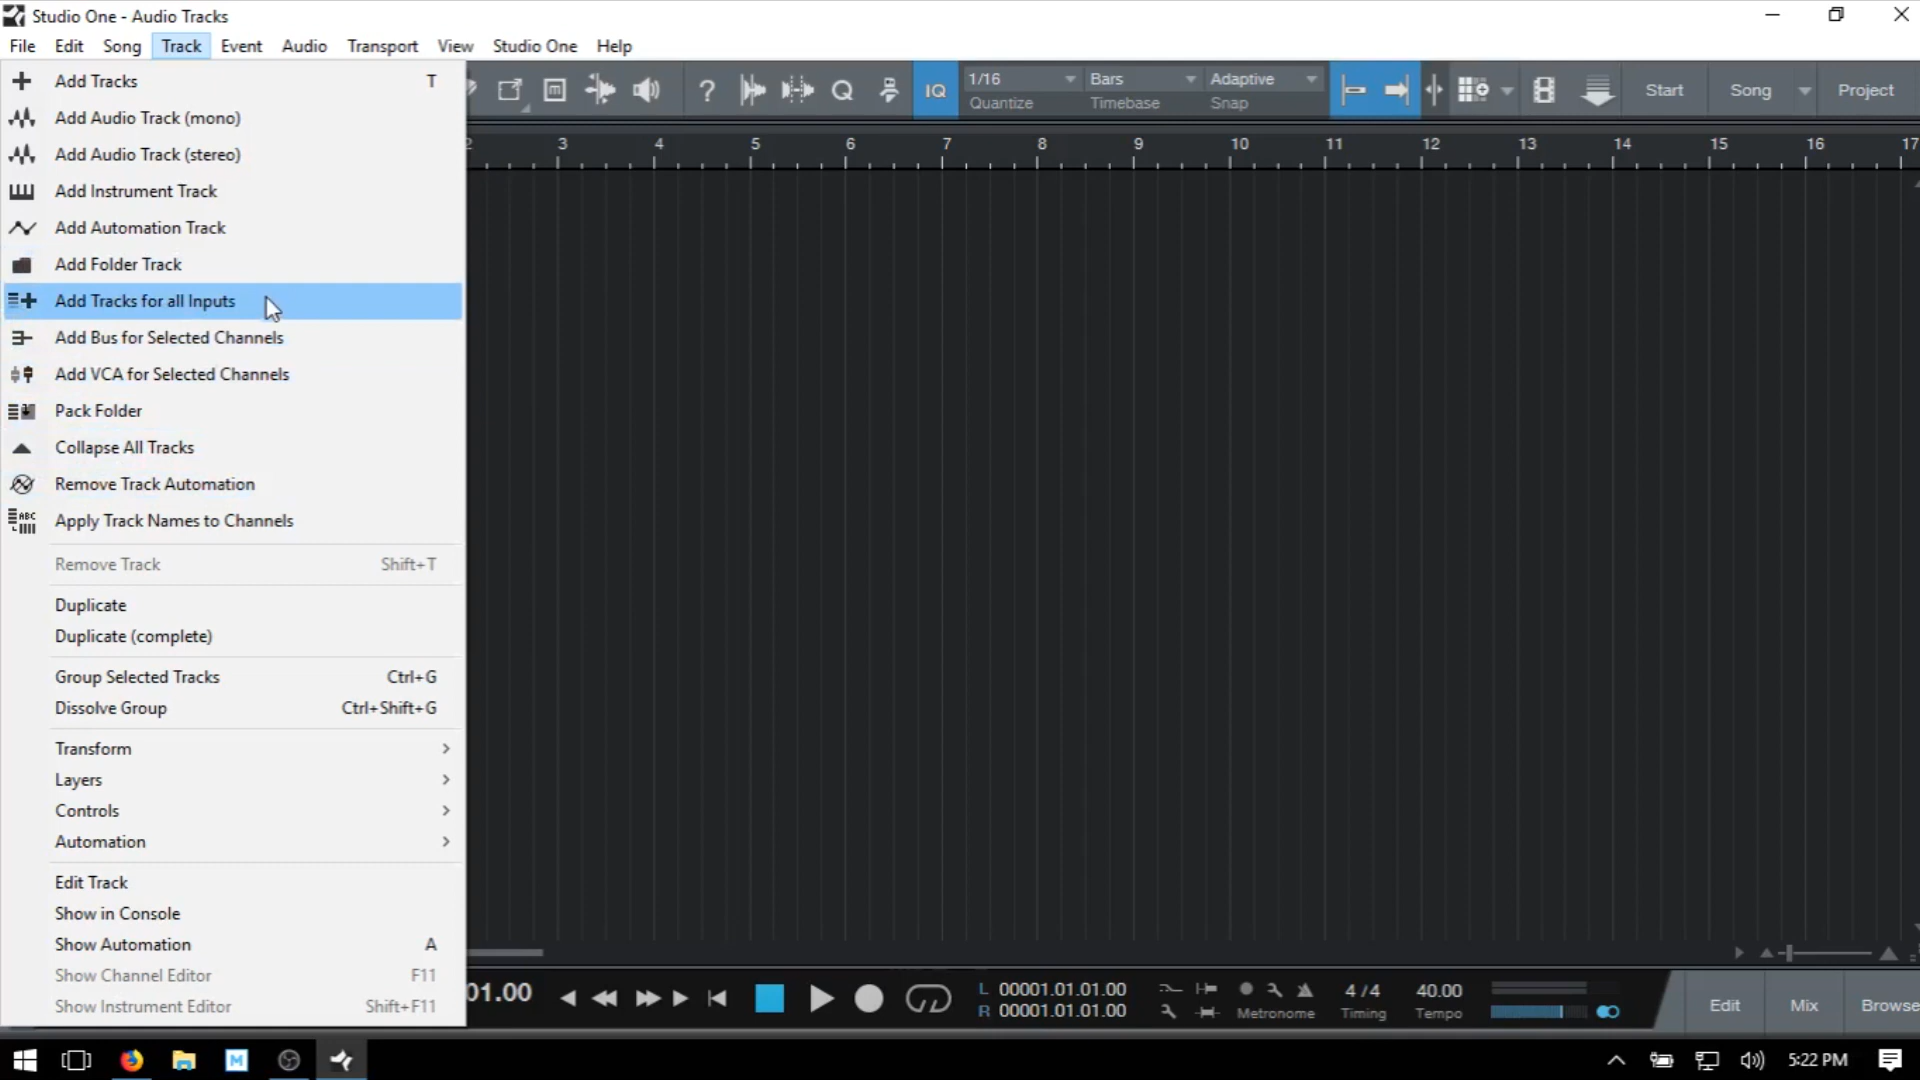 Studio One - Audio Tracks
File Edit Song Track Event Audio Transport View Studio One Help
Add Tracks T
Add Audio Track (mono)
Add Audio Track (stereo)
Add Instrument Track
Add Automation Track
Add Folder Track
Add Tracks for all Inputs
Add Bus for Selected Channels
Add VCA for Selected Channels
Pack Folder
Collapse All Tracks
Remove Track Automation
Apply Track Names to Channels
Remove Track Shift+T
Duplicate
Duplicate (complete)
Group Selected Tracks Ctrl+G
Dissolve Group Ctrl+Shift+G
Transform
Layers
Controls
Automation
Edit Track
Show in Console
Show Automation A
Show Channel Editor F11
Show Instrument Editor Shift+F11
? Q IQ
1/16 Bars Adaptive
Quantize Timebase Snap
Start Song Project
2 3 4 5 6 7 8 9 10 11 12 13 14 15 16 17
01.00
L 00001.01.01.00
R 00001.01.01.00
Metronome
4 / 4
Timing
40.00
Tempo
Edit Mix Browse
M
5:22 PM